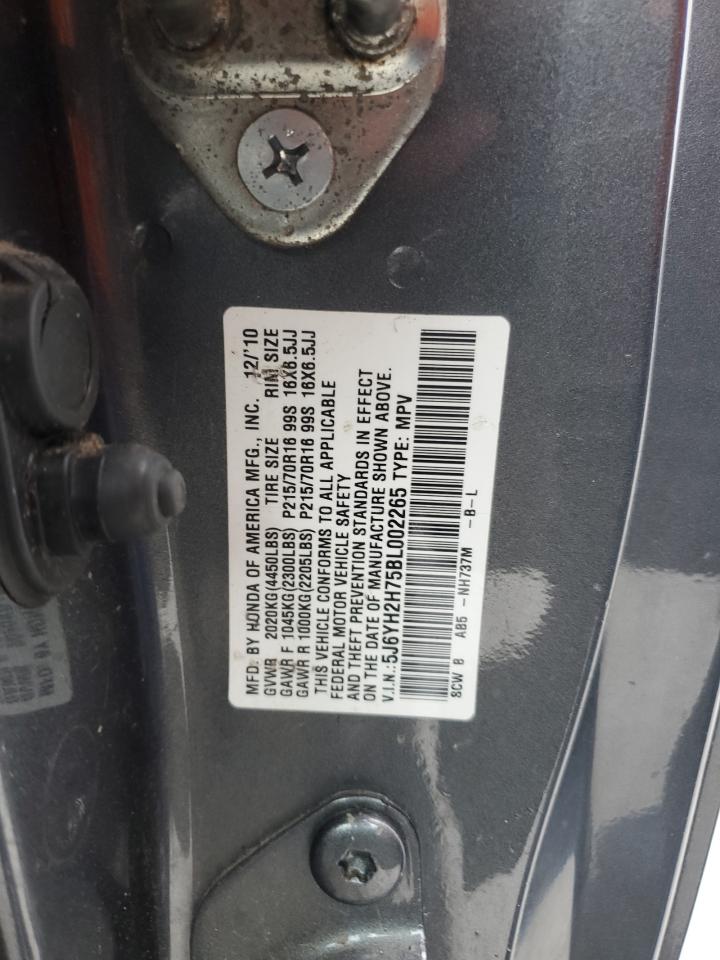 MFD. BY HONDA OF AMERICA MFG., INC. 12/'10
GVWR 2020KG(4450LBS) TIRE SIZE RIM SIZE
GAWR F 1045KG(2300LBS) P215/70R16 99S 16X6.5JJ
GAWR R 1000KG(2205LBS) P215/70R16 99S 16X6.5JJ
THIS VEHICLE CONFORMS TO ALL APPLICABLE
FEDERAL MOTOR VEHICLE SAFETY
AND THEFT PREVENTION STANDARDS IN EFFECT
ON THE DATE OF MANUFACTURE SHOWN ABOVE.
V.I.N.:5J6YH2H75BL002265 TYPE: MPV
8CW B A85 -NH737M -B-L